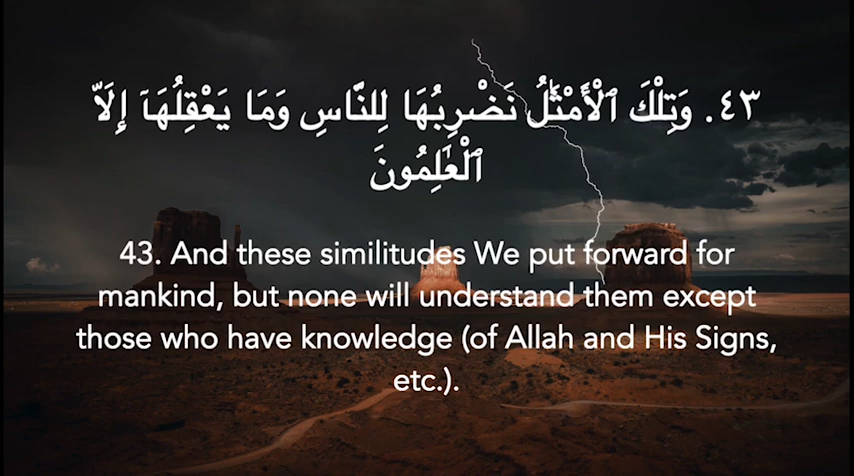 ٤٣. وَتِلْكَ ٱلْأَمْثَٰلُ نَضْرِبُهَا لِلنَّاسِ وَمَا يَعْقِلُهَآ إِلَّا
ٱلْعَٰلِمُونَ
43. And these similitudes We put forward for
mankind, but none will understand them except
those who have knowledge (of Allah and His Signs,
etc.).